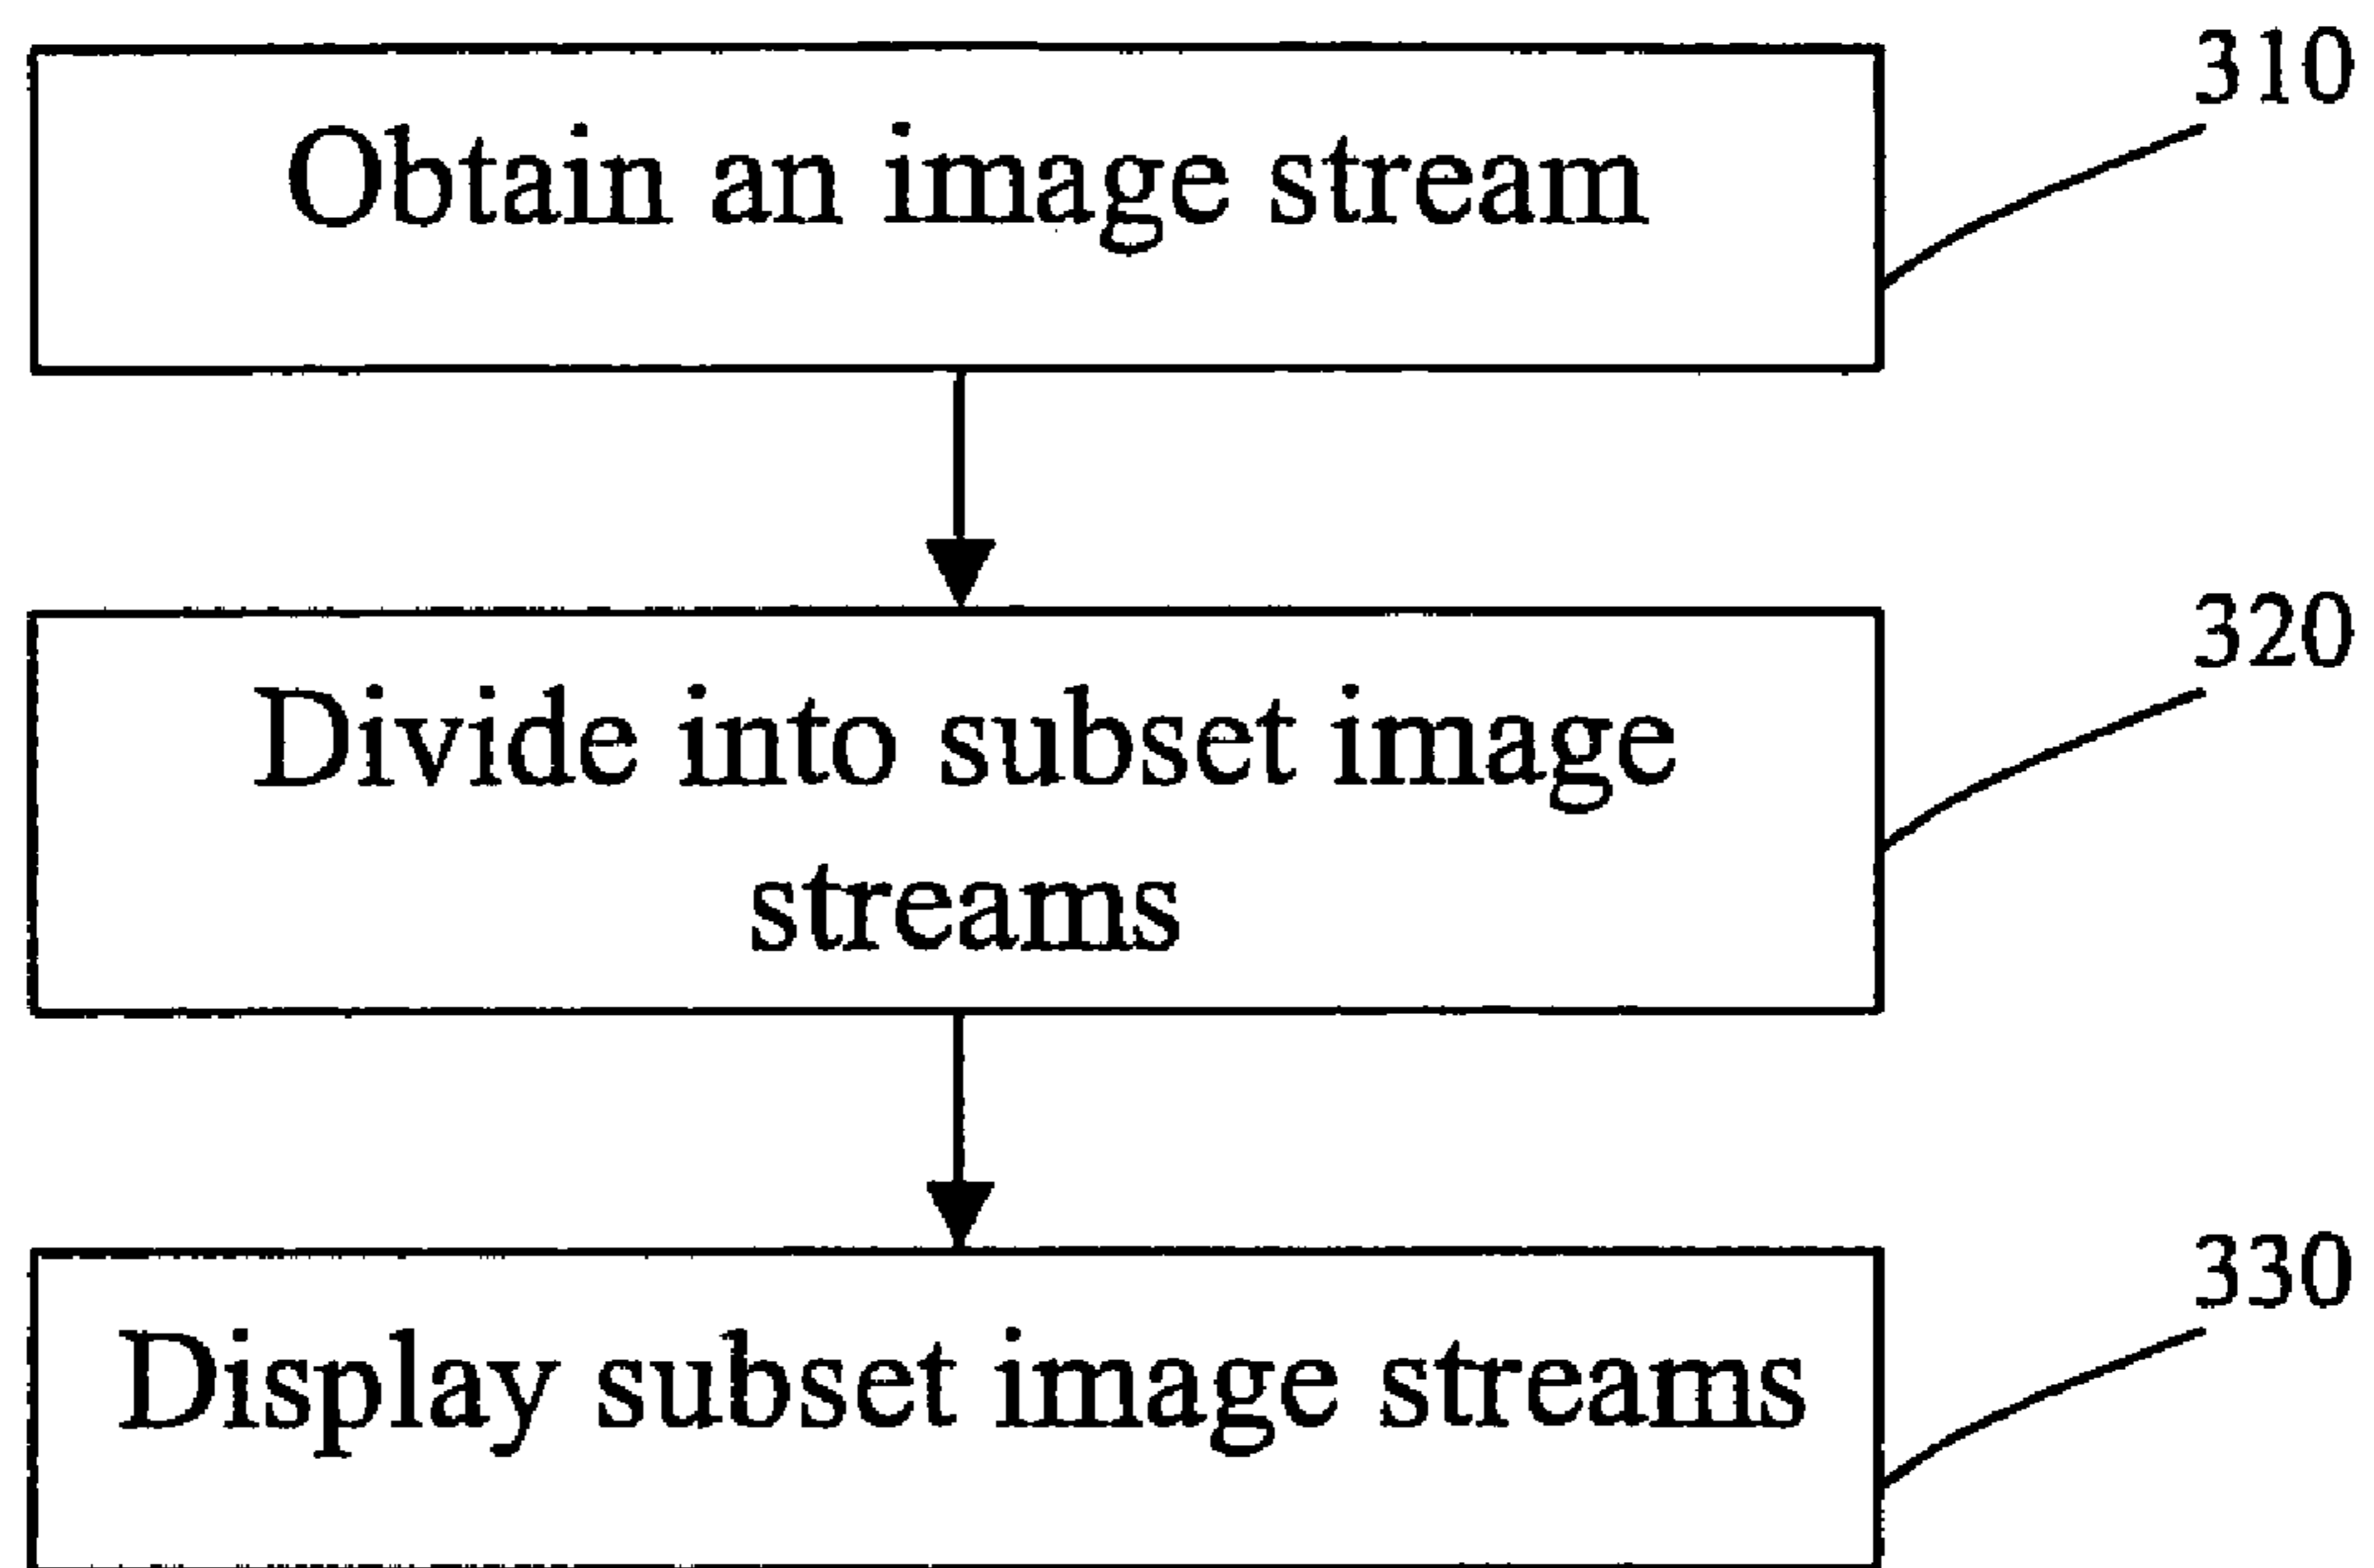 310
Obtain an image stream
320
Divide into subset image
streams
330
Display subset image streams